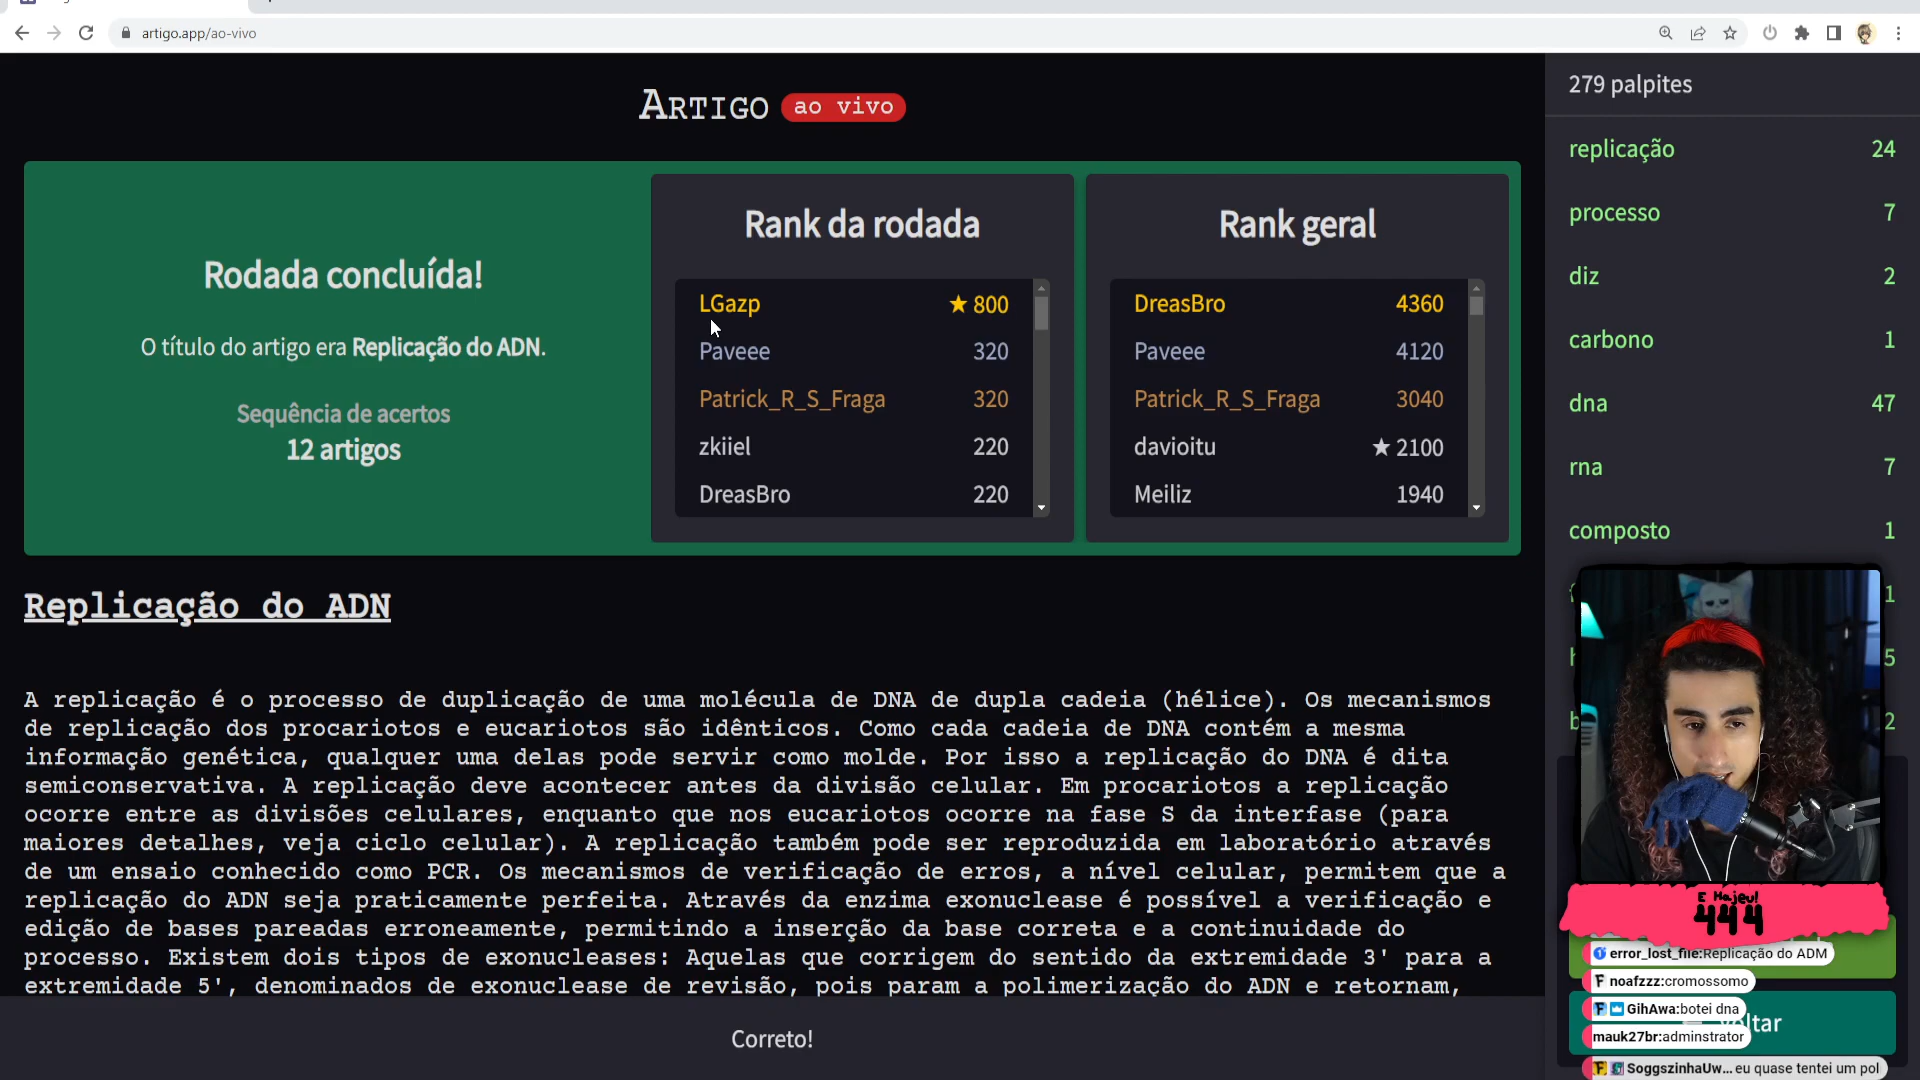 artigo.app/ao-vivo
ARTIGO ao vivo
Rodada concluída!
O título do artigo era Replicação do ADN.
Sequência de acertos
12 artigos
Rank da rodada
LGazp ★ 800
Paveee 320
Patrick_R_S_Fraga 320
zkiiel 220
DreasBro 220
Rank geral
DreasBro 4360
Paveee 4120
Patrick_R_S_Fraga 3040
davioitu ★ 2100
Meiliz 1940
Replicação do ADN
A replicação é o processo de duplicação de uma molécula de DNA de dupla cadeia (hélice). Os mecanismos
de replicação dos procariotos e eucariotos são idênticos. Como cada cadeia de DNA contém a mesma
informação genética, qualquer uma delas pode servir como molde. Por isso a replicação do DNA é dita
semiconservativa. A replicação deve acontecer antes da divisão celular. Em procariotos a replicação
ocorre entre as divisões celulares, enquanto que nos eucariotos ocorre na fase S da interfase (para
maiores detalhes, veja ciclo celular). A replicação também pode ser reproduzida em laboratório através
de um ensaio conhecido como PCR. Os mecanismos de verificação de erros, a nível celular, permitem que a
replicação do ADN seja praticamente perfeita. Através da enzima exonuclease é possível a verificação e
edição de bases pareadas erroneamente, permitindo a inserção da base correta e a continuidade do
processo. Existem dois tipos de exonucleases: Aquelas que corrigem do sentido da extremidade 3' para a
extremidade 5', denominados de exonuclease de revisão, pois param a polimerização do ADN e retornam,
Correto!
279 palpites
replicação 24
processo 7
diz 2
carbono 1
dna 47
rna 7
composto 1
1
5
2
E Hajeu!
444
error_lost_file:Replicação do ADM
noafzzz:cromossomo
GihAwa:botei dna
mauk27br:adminstrator
SoggszinhaUw... eu quase tentei um pol